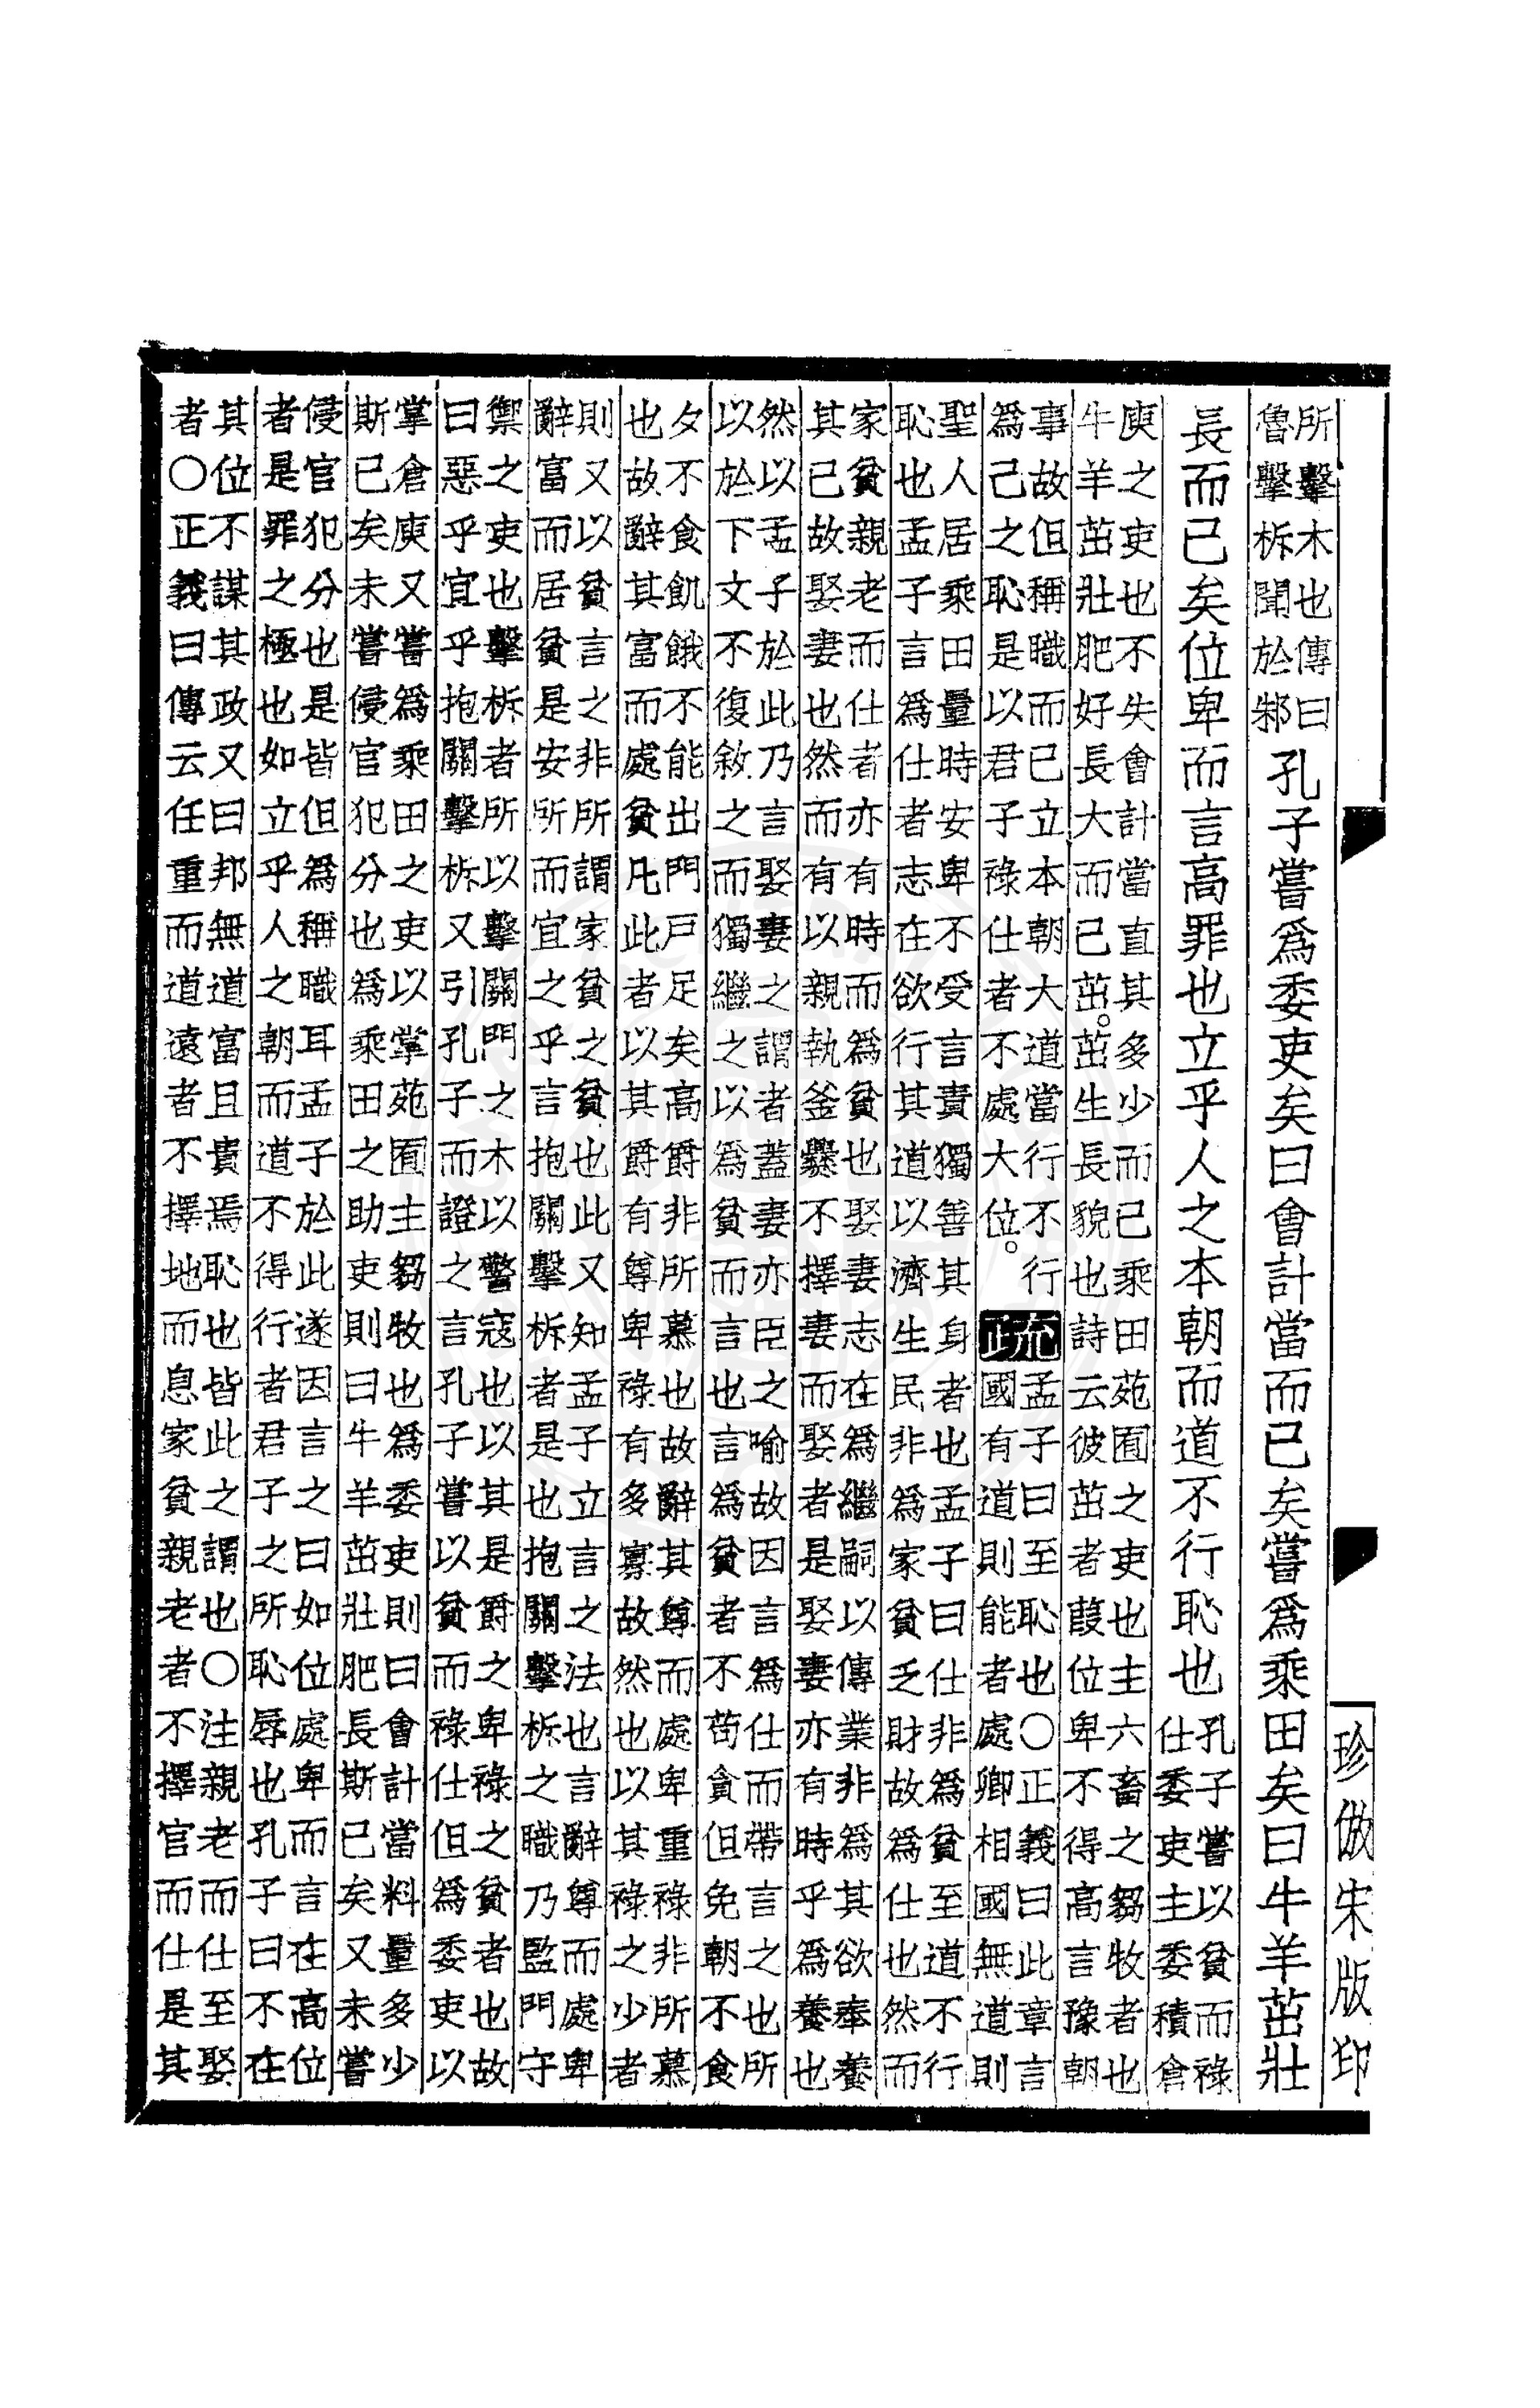 所擊木也傳曰
魯擊柝聞於邾
孔子嘗爲委吏矣曰會計當而已矣嘗爲乘田矣曰牛羊茁壯
長而已矣位卑而言高罪也立乎人之本朝而道不行恥也
孔子嘗以貧而祿
仕委吏主委積倉
庾之吏也不失會計當直其多少而已乘田苑囿之吏也主六畜之芻牧者也
牛羊茁壯肥好長大而已茁。茁生長貌也詩云彼茁者葭位卑不得高言豫朝
事故但稱職而已立本朝大道當行不行
爲己之恥是以君子祿仕者不處大位。
疏
孟子曰至恥也○正義曰此章言
國有道則能者處卿相國無道則
聖人居乘田量時安卑不受言責獨善其身者也孟子曰仕非爲貧至道不行
恥也孟子言爲仕者志在欲行其道以濟生民非爲家貧乏財故爲仕也然而
家貧親老而仕者亦有時而爲貧也娶妻志在爲繼嗣以傳業非爲其欲奉養
其已故娶妻也然而有以親執釜爨不擇妻而娶者是娶妻亦有時乎爲養也
然以孟子於此乃言娶妻之謂者蓋妻亦臣之喻故因言爲仕而帶言之也所
以於下文不復敘之而獨繼之以爲貧而言也言爲貧者不苟貪但免朝不食
夕不食飢餓不能出門戶足矣高爵非所慕也故辭其尊而處卑重祿非所慕
也故辭其富而處貧凡此者以其爵有尊卑祿有多寡故然也以其祿之少者
則又以貧言之非所謂家貧之貧也此又知孟子立言之法也言辭尊而處卑
辭富而居貧是安所而宜之乎言抱關擊柝者是也抱關擊柝之職乃監門守
禦之吏也擊柝者所以擊關門之木以警寇也以其是爵之卑祿之貧者也故
曰惡乎宜乎抱關擊柝又引孔子而證之言孔子嘗以貧而祿仕但爲委吏以
掌倉庾又嘗爲乘田之吏以掌苑囿主芻牧也爲委吏則曰會計當料量多少
斯已矣未嘗侵官犯分也爲乘田之助吏則曰牛羊茁壯肥長斯已矣又未嘗
侵官犯分也是皆但爲稱職耳孟子於此遂因言之曰如位處卑而言在高位
者是罪之極也如立乎人之朝而道不得行者君子之所恥辱也孔子曰不在
其位不謀其政又曰邦無道富且貴焉恥也皆此之謂也○注親老而仕至娶
者○正義曰傳云任重而道遠者不擇地而息家貧親老者不擇官而仕是其
珍倣宋版印